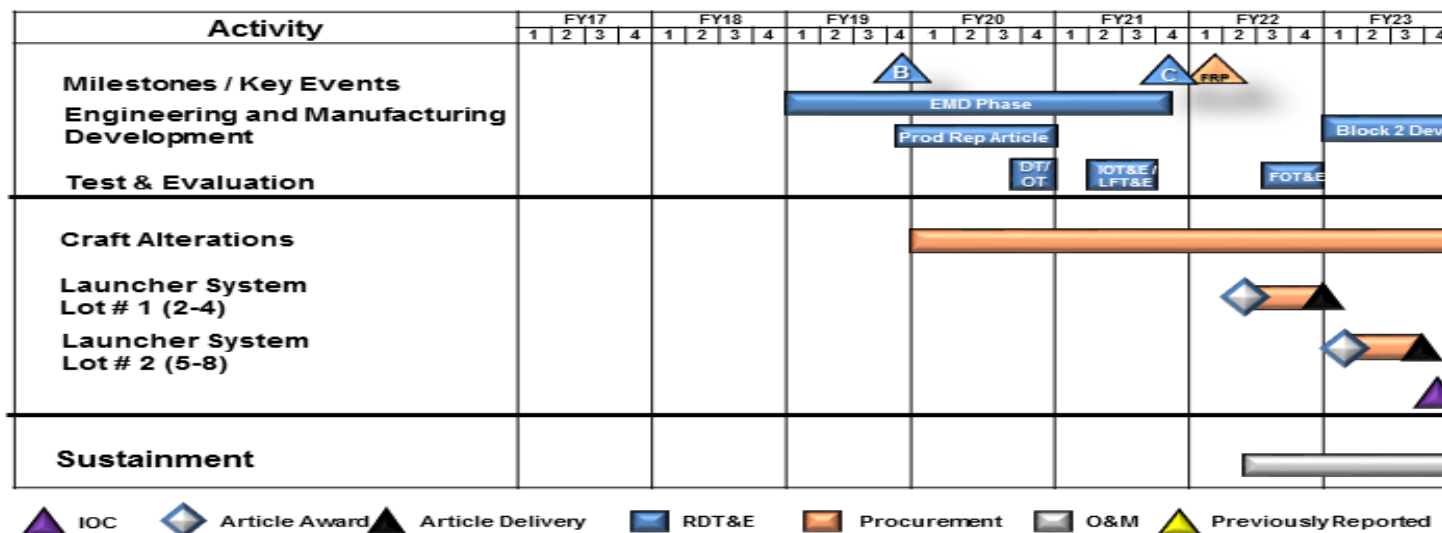 Activity
FY17 FY18 FY19 FY20 FY21 FY22 FY23
1 2 3 4 1 2 3 4 1 2 3 4 1 2 3 4 1 2 3 4 1 2 3 4 1 2 3 4
Milestones / Key Events B C FRP
Engineering and Manufacturing
Development
EMD Phase
Prod Rep Article
Block 2 Dev
Test & Evaluation
DT/
OT
IOT&E /
LFT&E
FOT&E
Craft Alterations
Launcher System
Lot # 1 (2-4)
Launcher System
Lot # 2 (5-8)
Sustainment
IOC Article Award Article Delivery RDT&E Procurement O&M Previously Reported